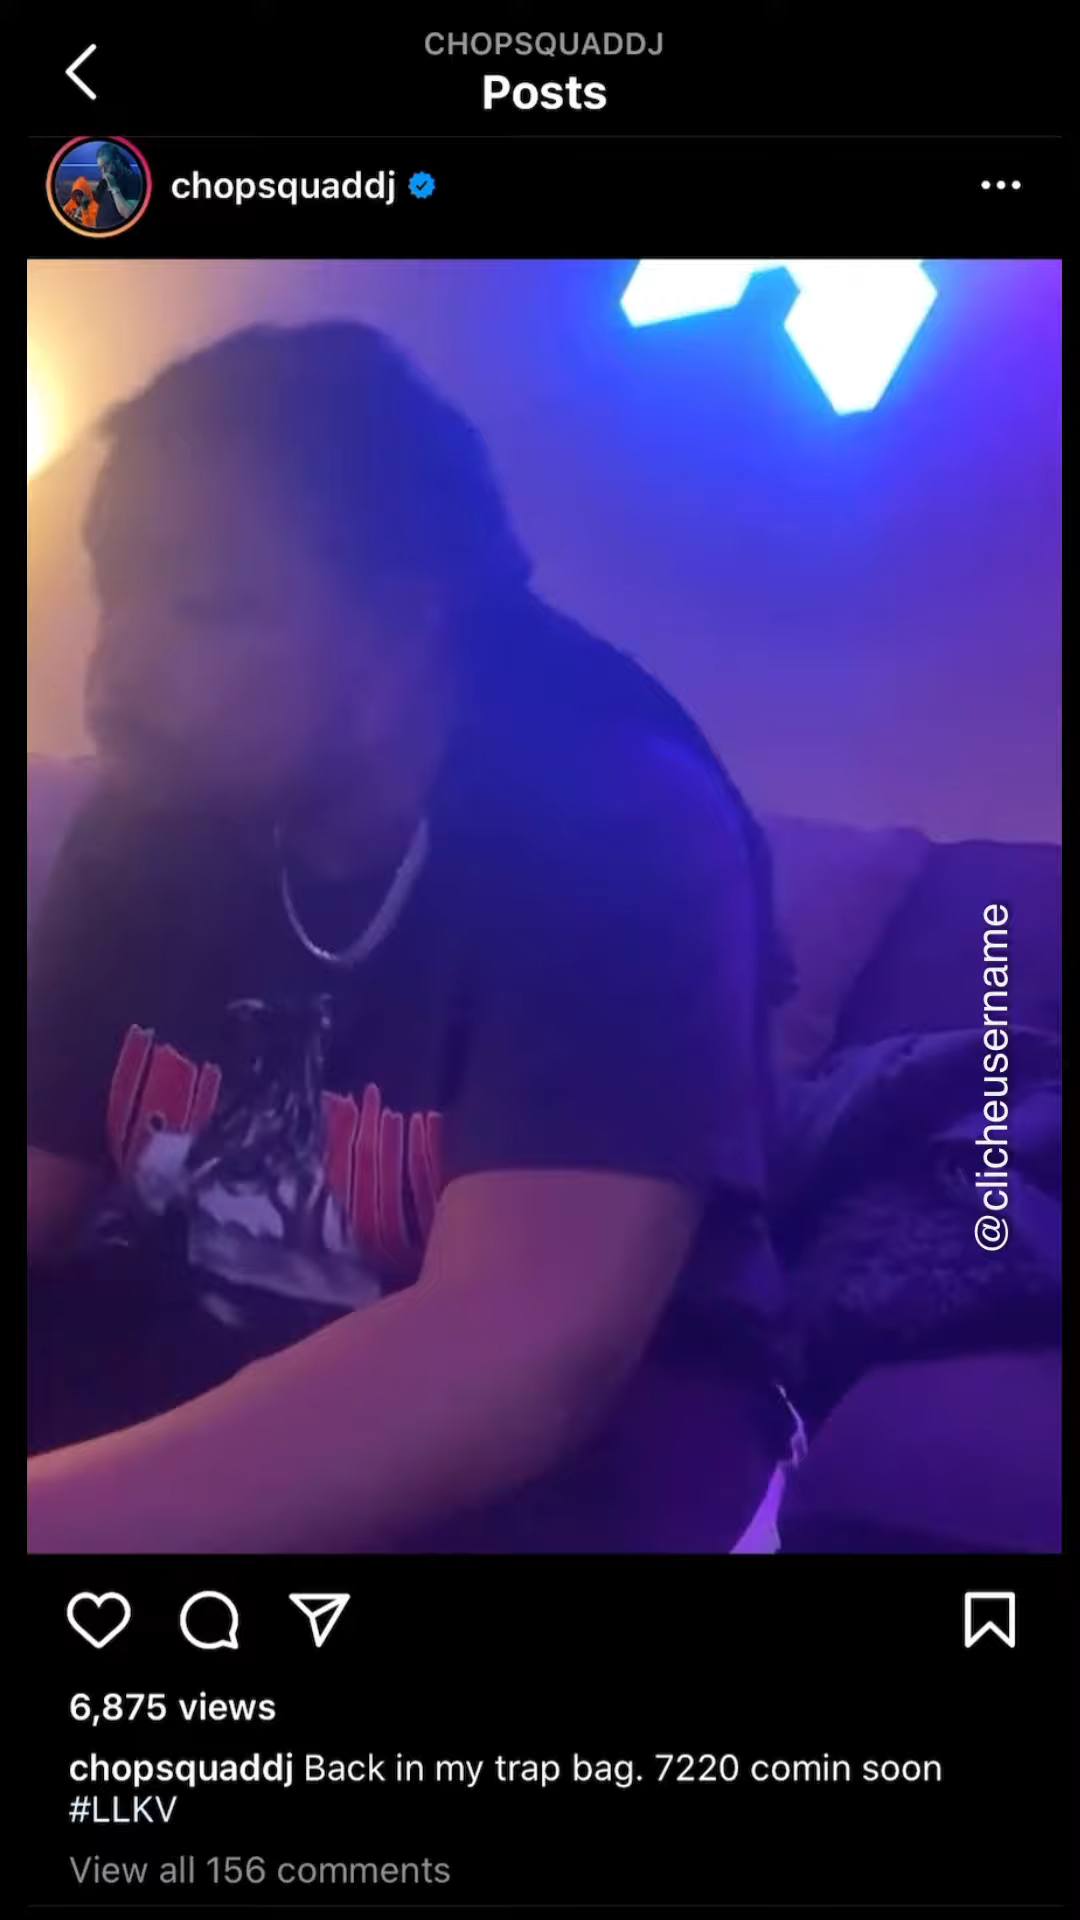 CHOPSQUADDJ
Posts
chopsquaddj
@clicheusername
6,875 views
chopsquaddj Back in my trap bag. 7220 comin soon
#LLKV
View all 156 comments